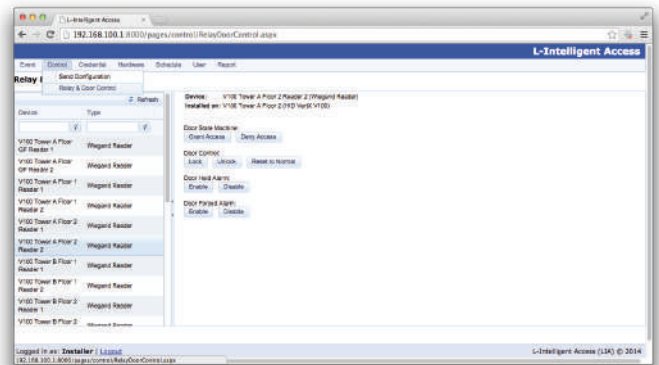 L-Intelligent Access
192.168.100.1:8000/pages/control/RelayDoorControl.aspx
L-Intelligent Access
Event Control Credential Hardware Schedule User Report
Send Configuration
Relay & Door Control
Relay &
Refresh
Device Type
V100 Tower A Floor GF Reader 1 Wiegand Reader
V100 Tower A Floor GF Reader 2 Wiegand Reader
V100 Tower A Floor 1 Reader 1 Wiegand Reader
V100 Tower A Floor 1 Reader 2 Wiegand Reader
V100 Tower A Floor 2 Reader 1 Wiegand Reader
V100 Tower A Floor 2 Reader 2 Wiegand Reader
V100 Tower B Floor 1 Reader 1 Wiegand Reader
V100 Tower B Floor 1 Reader 2 Wiegand Reader
V100 Tower B Floor 2 Reader 1 Wiegand Reader
V100 Tower B Floor 2 Wiegand Reader
Device: V100 Tower A Floor 2 Reader 2 (Wiegand Reader)
Installed on: V100 Tower A Floor 2 (HID VertX V100)
Door State Machine:
Grant Access Deny Access
Door Control:
Lock Unlock Reset to Normal
Door Held Alarm:
Enable Disable
Door Forced Alarm:
Enable Disable
Logged in as: Installer | Logout
L-Intelligent Access (LIA) © 2014
192.168.100.1:8000/pages/control/RelayDoorControl.aspx